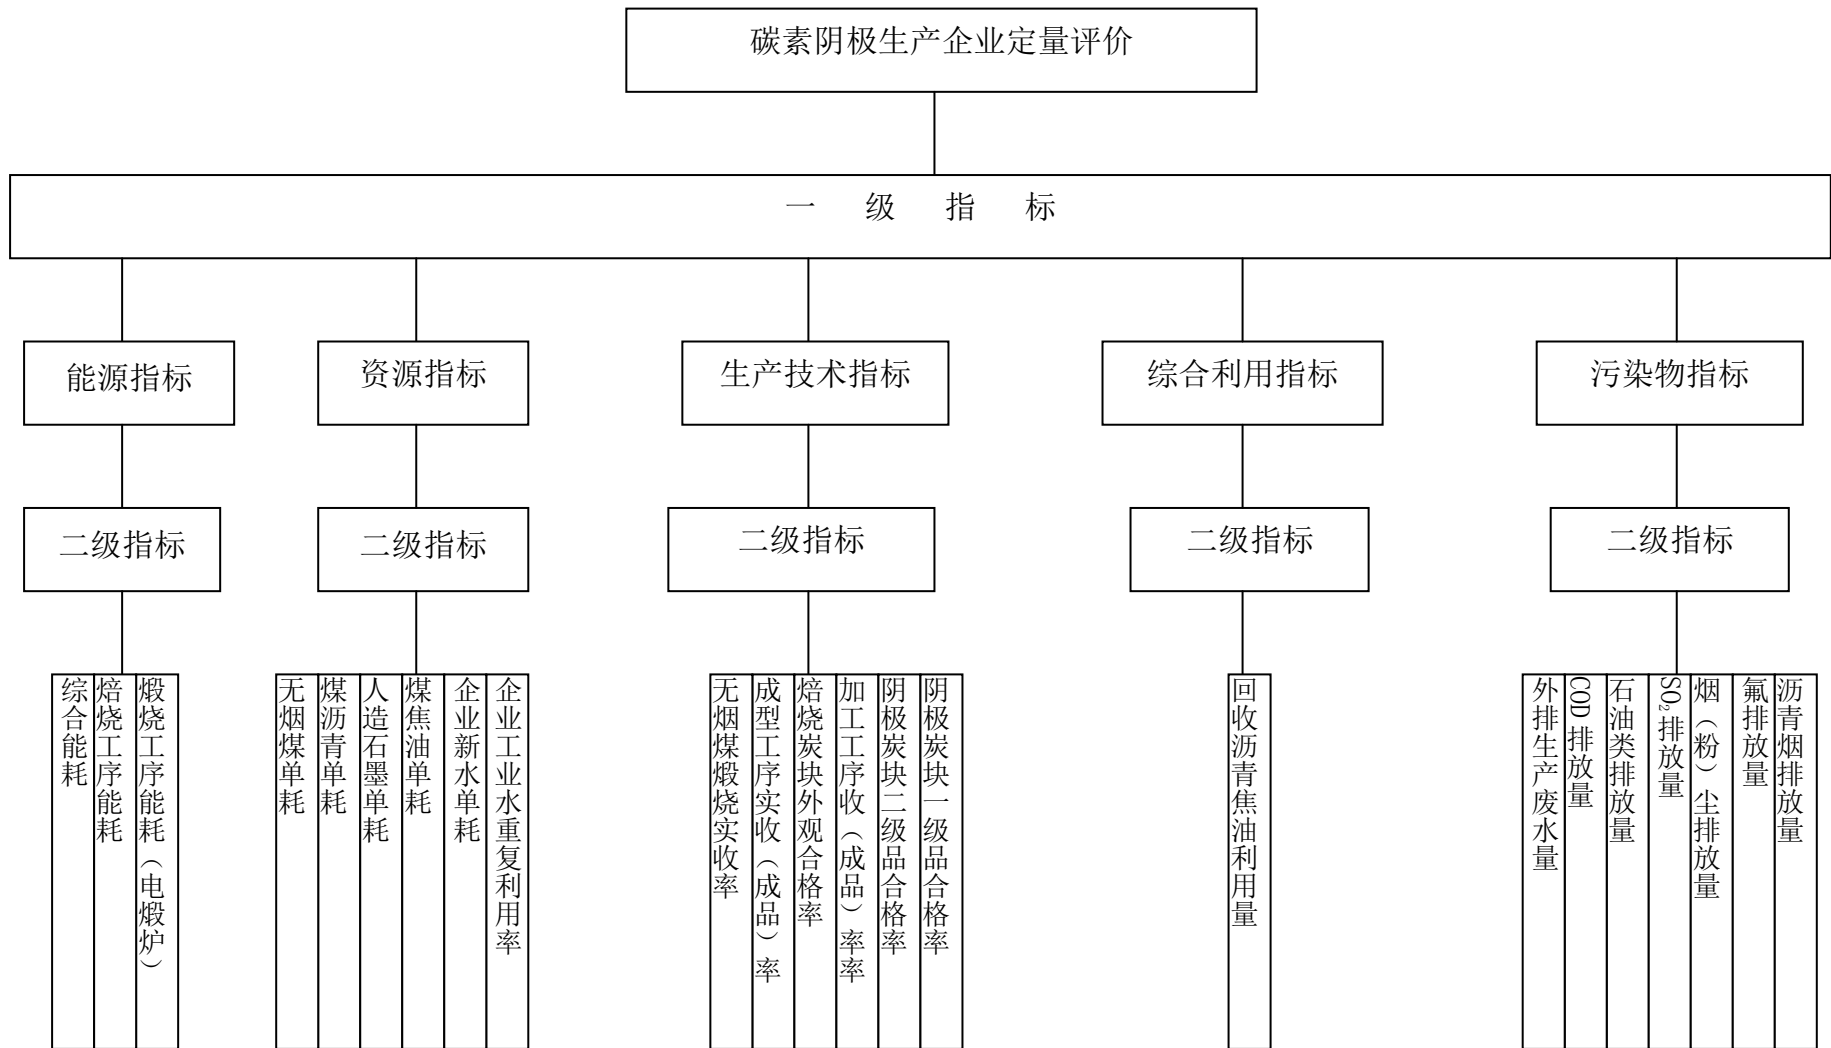 碳素阴极生产企业定量评价
一 级 指 标
能源指标
资源指标
生产技术指标
综合利用指标
污染物指标
二级指标
二级指标
二级指标
二级指标
二级指标
综合能耗
焙烧工序能耗
煅烧工序能耗（电煅炉）
无烟煤单耗
煤沥青单耗
人造石墨单耗
煤焦油单耗
企业新水单耗
企业工业水重复利用率
无烟煤煅烧实收率
成型工序实收（成品）率
焙烧炭块外观合格率
加工工序收（成品）率率
阴极炭块二级品合格率
阴极炭块一级品合格率
回收沥青焦油利用量
外排生产废水量
COD 排放量
石油类排放量
SO₂排放量
烟（粉）尘排放量
氟排放量
沥青烟排放量